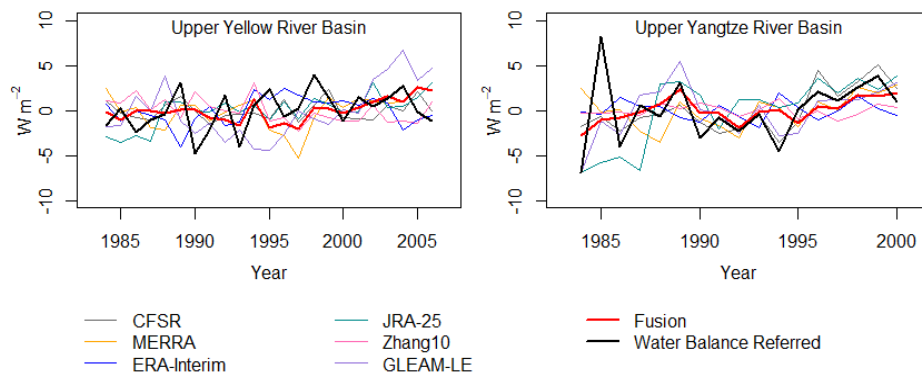 Upper Yellow River Basin
10
5
0
-5
-10
W m⁻²
1985 1990 1995 2000 2005
Year
Upper Yangtze River Basin
10
5
0
-5
-10
W m⁻²
1985 1990 1995 2000
Year
CFSR
MERRA
ERA-Interim
JRA-25
Zhang10
GLEAM-LE
Fusion
Water Balance Referred